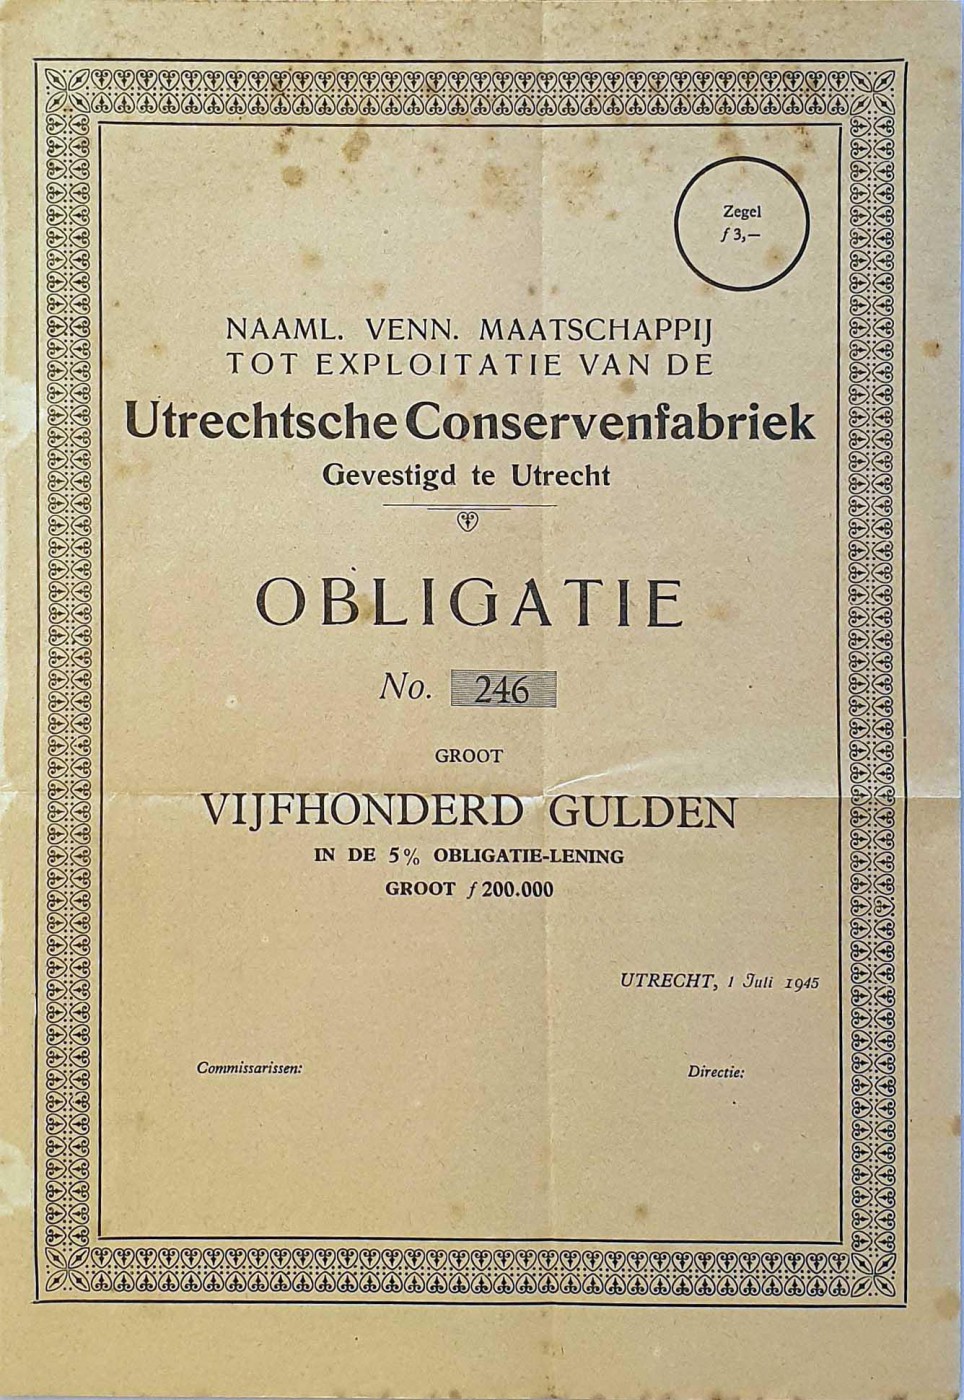 Zegel
ƒ 3,—
NAAML. VENN. MAATSCHAPPIJ
TOT EXPLOITATIE VAN DE
Utrechtsche Conservenfabriek
Gevestigd te Utrecht
OBLIGATIE
No. 246
GROOT
VIJFHONDERD GULDEN
IN DE 5% OBLIGATIE-LENING
GROOT ƒ 200.000
UTRECHT, 1 Juli 1945
Commissarissen:
Directie: